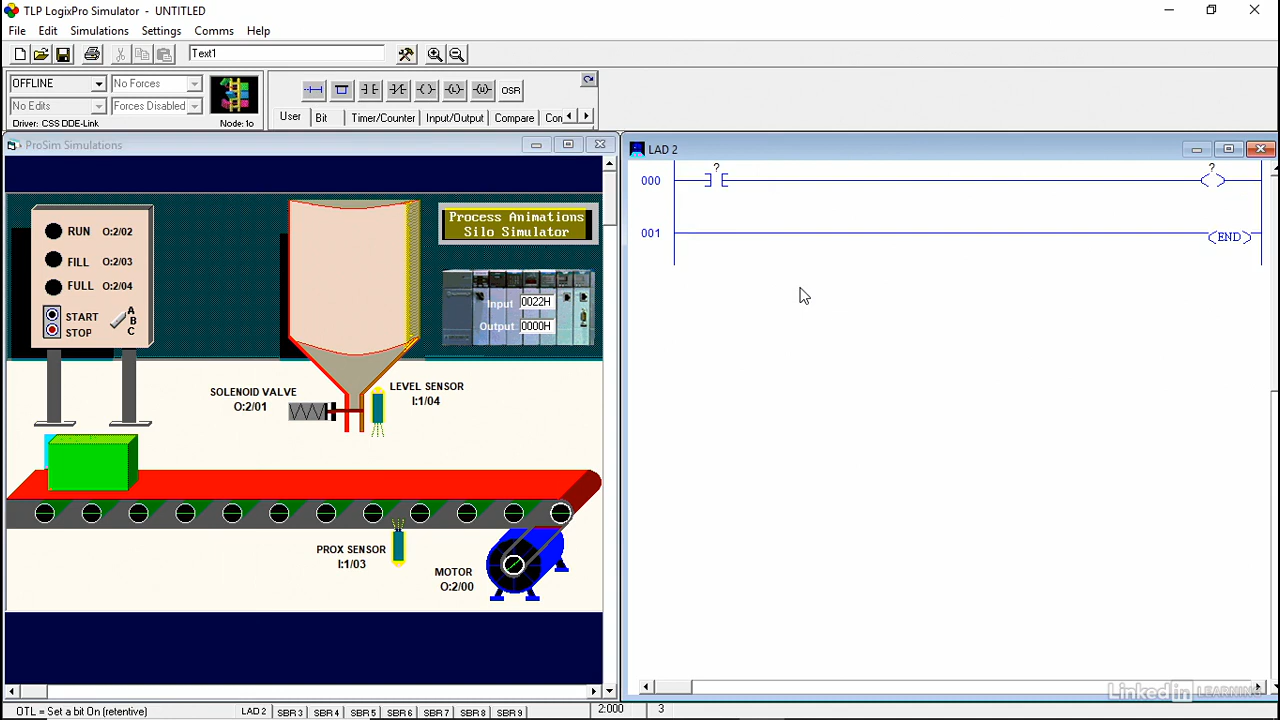 TLP LogixPro Simulator - UNTITLED
File Edit Simulations Settings Comms Help
Text1
OFFLINE
No Forces
No Edits
Forces Disabled
Driver: CSS DDE-Link
Node: 1o
OSR
User Bit Timer/Counter Input/Output Compare Con
ProSim Simulations
RUN O:2/02
FILL O:2/03
FULL O:2/04
START
STOP
A
B
C
Process Animations
Silo Simulator
Input 0022H
Output 0000H
SOLENOID VALVE
O:2/01
LEVEL SENSOR
I:1/04
PROX SENSOR
I:1/03
MOTOR
O:2/00
LAD 2
? ?
000
001
END
OTL = Set a bit On (retentive)
LAD 2 SBR 3 SBR 4 SBR 5 SBR 6 SBR 7 SBR 8 SBR 9
2:000 3
LinkedIn LEARNING